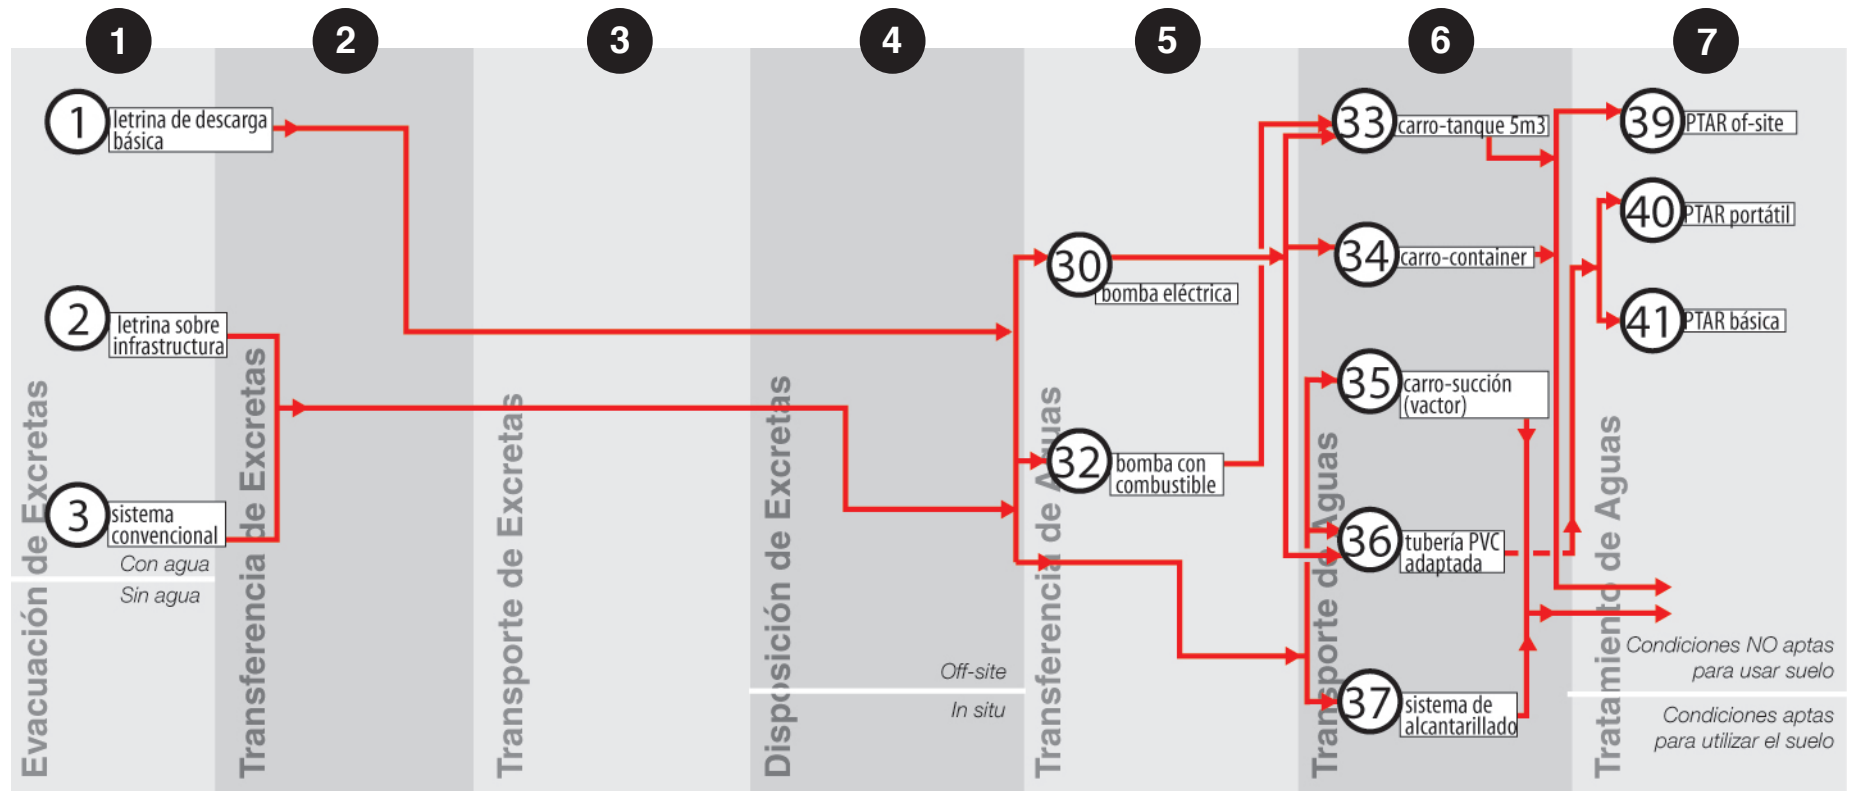 1
2
3
4
5
6
7
1
letrina de descarga
básica
2
letrina sobre
infrastructura
3
sistema
convencional
Con agua
Sin agua
Evacuación de Excretas
Transferencia de Excretas
Transporte de Excretas
Disposición de Excretas
Off-site
In situ
30
bomba eléctrica
32
bomba con
combustible
Transferencia de Aguas
33
carro-tanque 5m3
34
carro-container
35
carro-succión
(vactor)
36
tubería PVC
adaptada
37
sistema de
alcantarillado
Transporte de Aguas
39
PTAR of-site
40
PTAR portátil
41
PTAR básica
Tratamiento de Aguas
Condiciones NO aptas
para usar suelo
Condiciones aptas
para utilizar el suelo